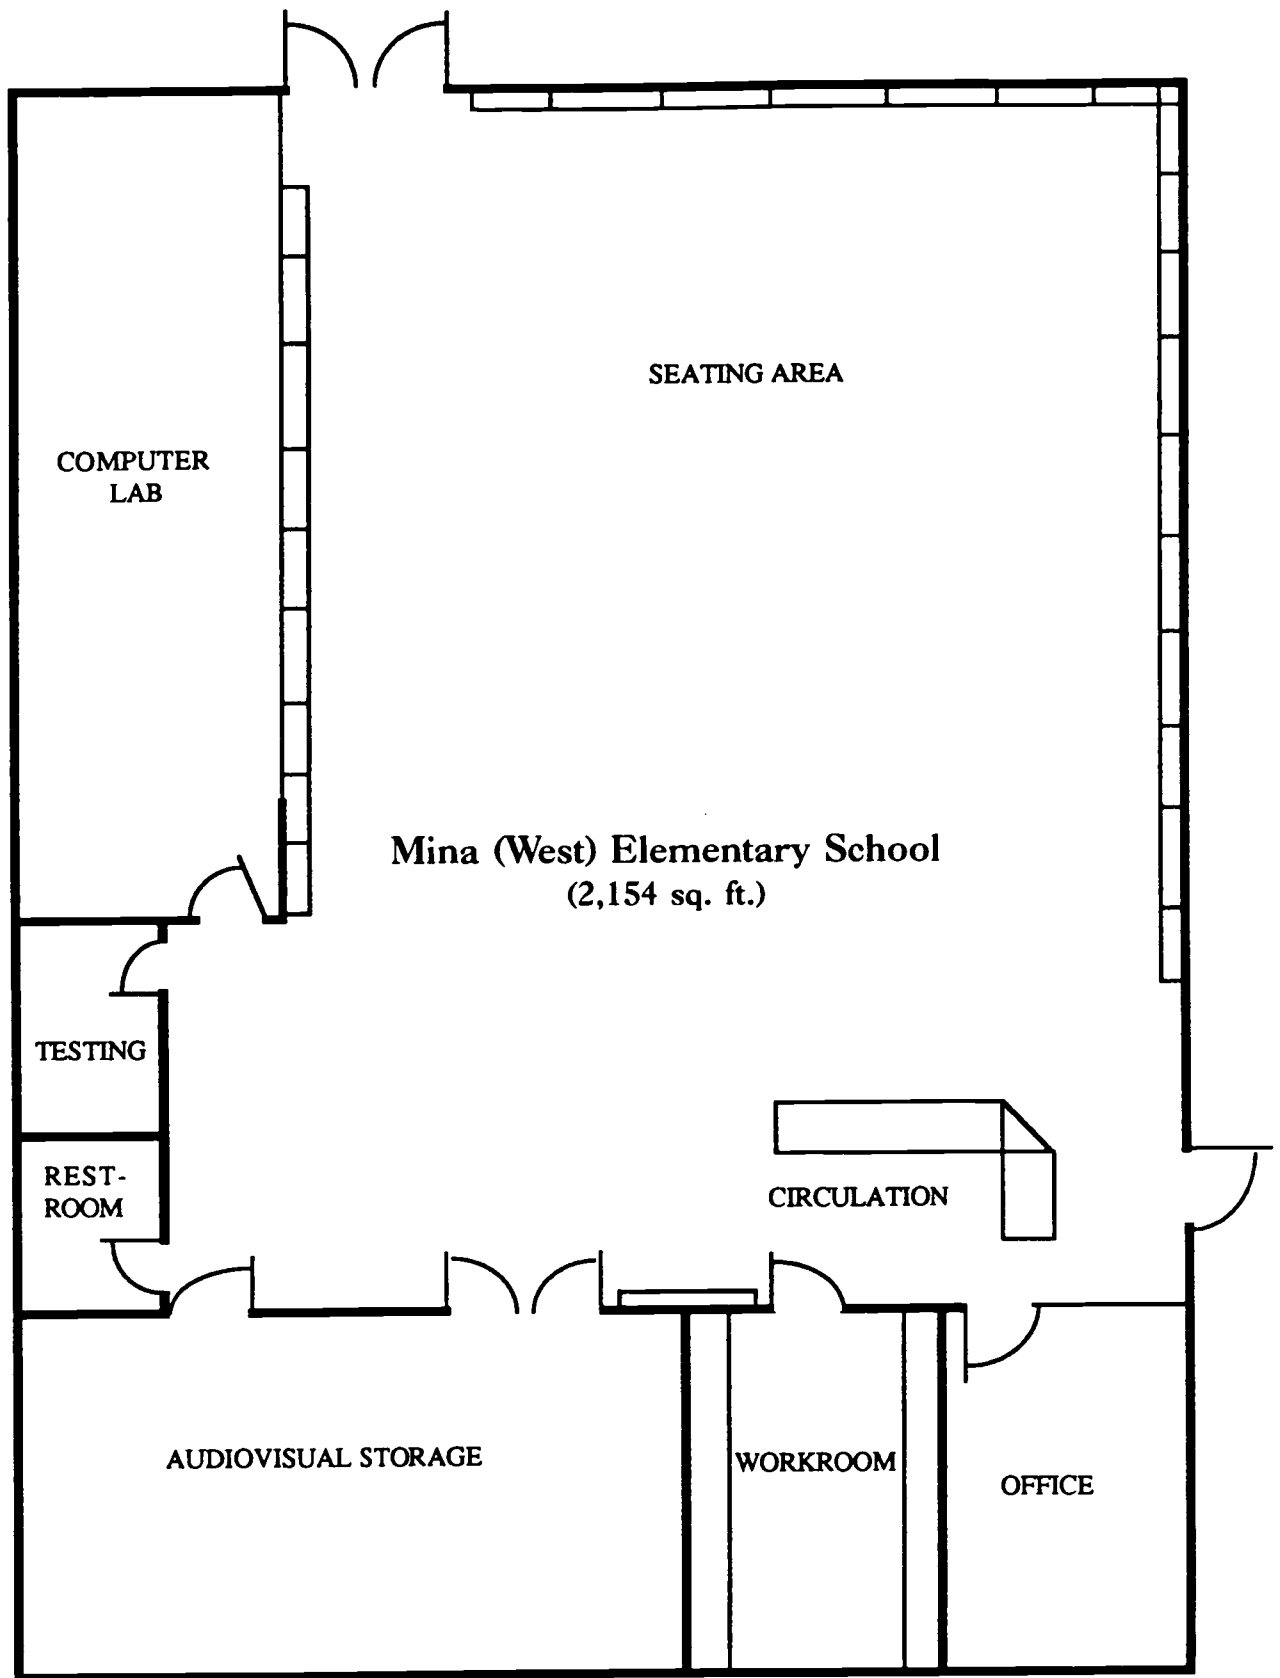 SEATING AREA
COMPUTER
LAB
Mina (West) Elementary School
(2,154 sq. ft.)
TESTING
REST-
ROOM
CIRCULATION
AUDIOVISUAL STORAGE
WORKROOM
OFFICE